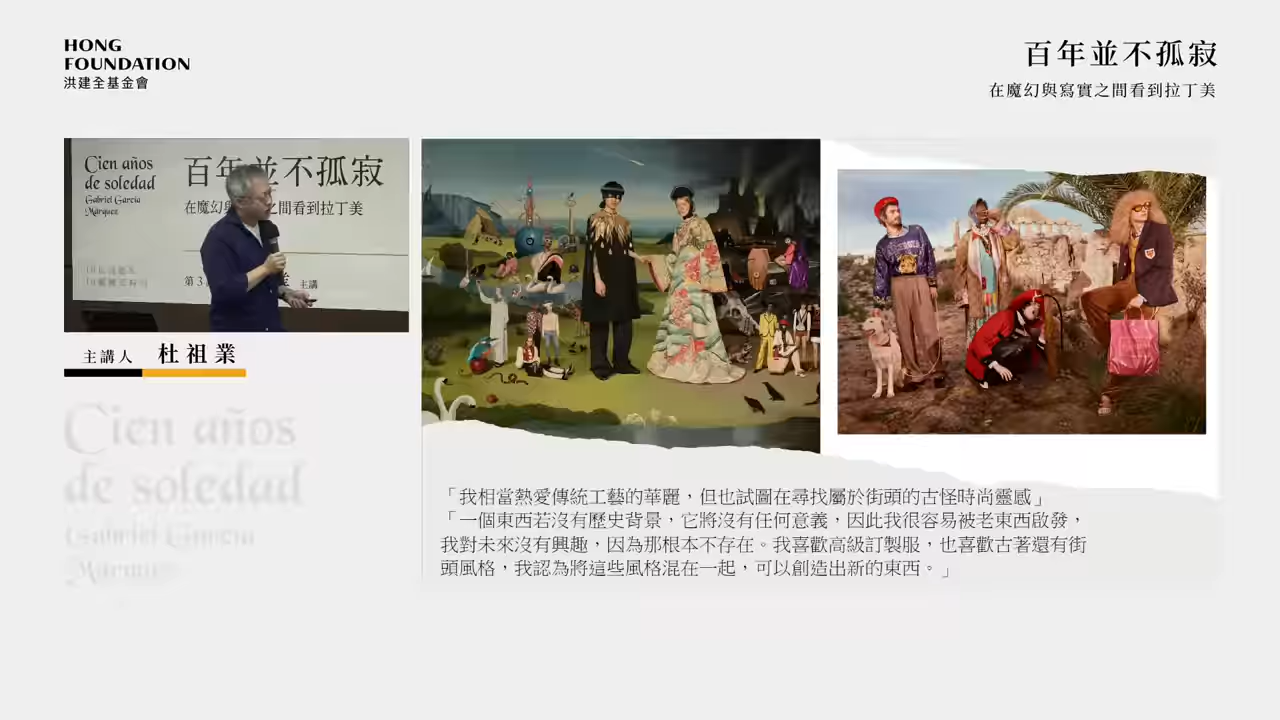 HONG
FOUNDATION
洪建全基金會
百年並不孤寂
在魔幻與寫實之間看到拉丁美
Cien años
de soledad
Gabriel García
Márquez
百年並不孤寂
在魔幻與 之間看到拉丁美
第3
主講
主講人 杜祖業
Cien años
de soledad
Gabriel García
Márquez
「我相當熱愛傳統工藝的華麗,但也試圖在尋找屬於街頭的古怪時尚靈感」
「一個東西若沒有歷史背景,它將沒有任何意義,因此我很容易被老東西啟發,
我對未來沒有興趣,因為那根本不存在。我喜歡高級訂製服,也喜歡古著還有街
頭風格,我認為將這些風格混在一起,可以創造出新的東西。」